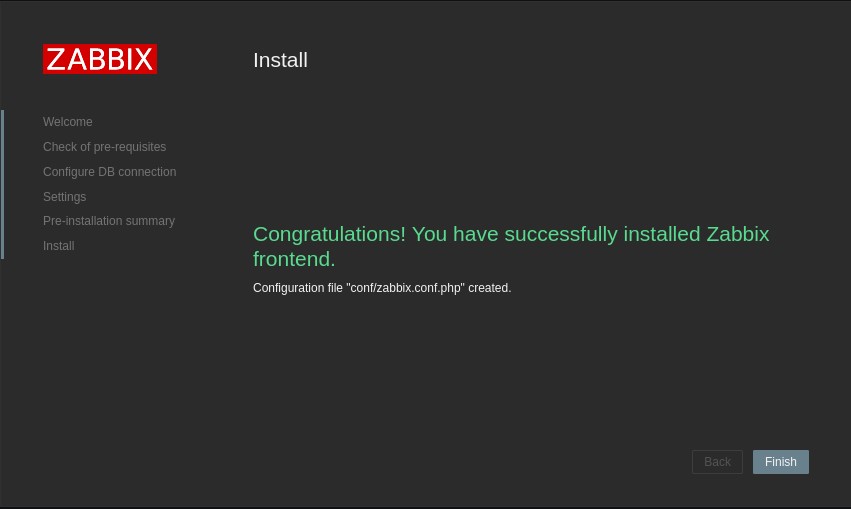 ZABBIX
Install
Welcome
Check of pre-requisites
Configure DB connection
Settings
Pre-installation summary
Install
Congratulations! You have successfully installed Zabbix
frontend.
Configuration file "conf/zabbix.conf.php" created.
Back
Finish